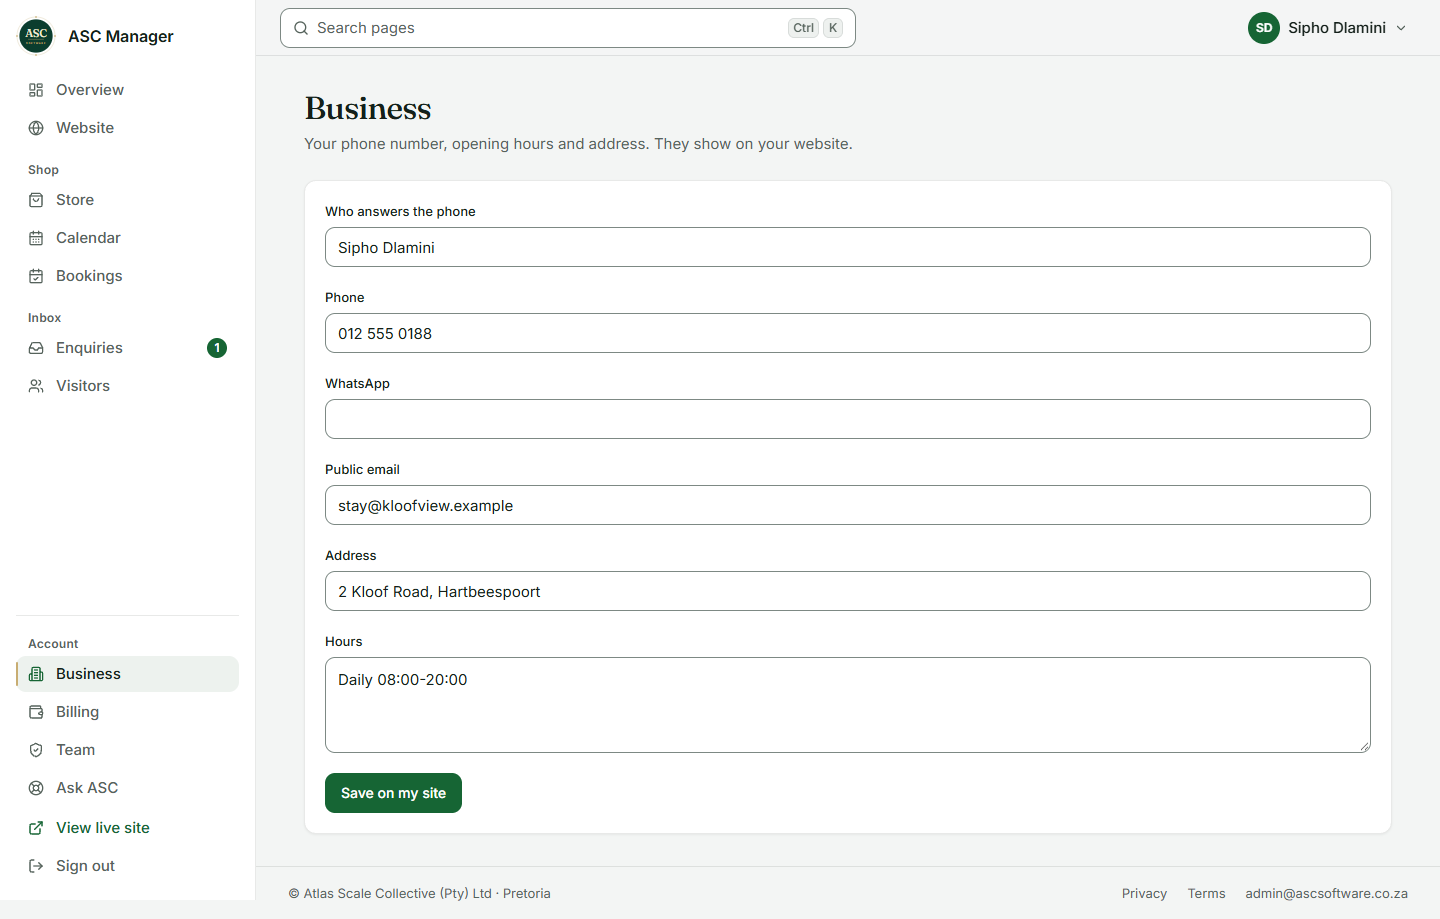 ASC
SOFTWARE
ASC Manager
Search pages
Ctrl K
SD
Sipho Dlamini
Overview
Website
Shop
Store
Calendar
Bookings
Inbox
Enquiries
1
Visitors
Account
Business
Billing
Team
Ask ASC
View live site
Sign out
Business
Your phone number, opening hours and address. They show on your website.
Who answers the phone
Sipho Dlamini
Phone
012 555 0188
WhatsApp
Public email
stay@kloofview.example
Address
2 Kloof Road, Hartbeespoort
Hours
Daily 08:00-20:00
Save on my site
© Atlas Scale Collective (Pty) Ltd · Pretoria
Privacy
Terms
admin@ascsoftware.co.za